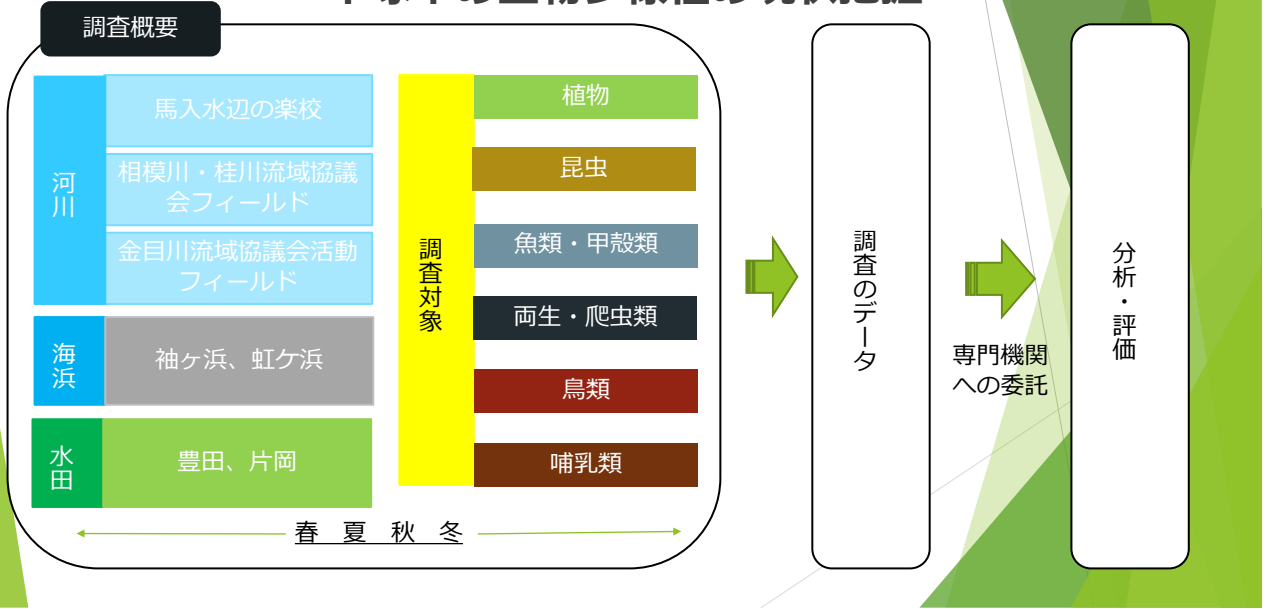 調査概要
河川
馬入水辺の楽校
相模川・桂川流域協議
会フィールド
金目川流域協議会活動
フィールド
海浜
袖ヶ浜、虹ケ浜
水田
豊田、片岡
調査対象
植物
昆虫
魚類・甲殻類
両生・爬虫類
鳥類
哺乳類
春 夏 秋 冬
調査のデータ
専門機関
への委託
分析・評価